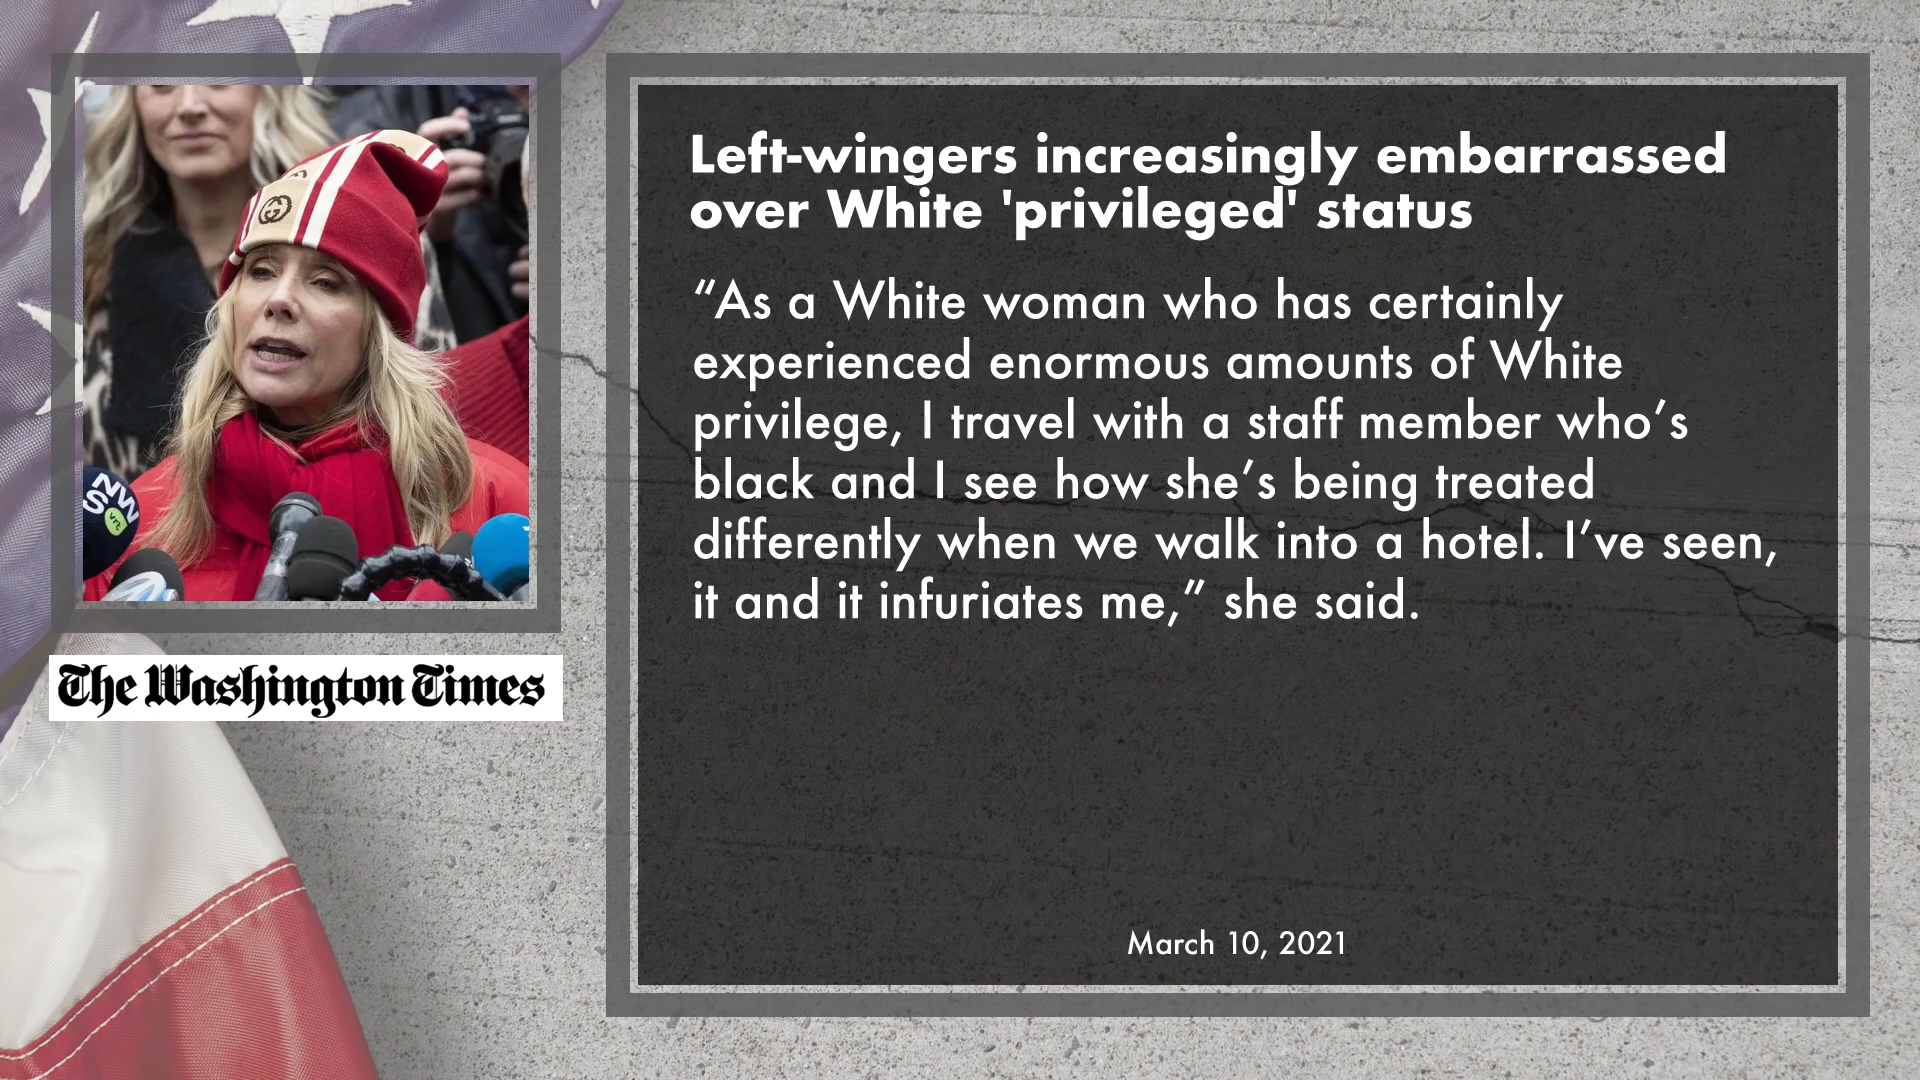 NW
S
vrt
The Washington Times
Left-wingers increasingly embarrassed
over White 'privileged' status
“As a White woman who has certainly
experienced enormous amounts of White
privilege, I travel with a staff member who’s
black and I see how she’s being treated
differently when we walk into a hotel. I’ve seen,
it and it infuriates me,” she said.
March 10, 2021